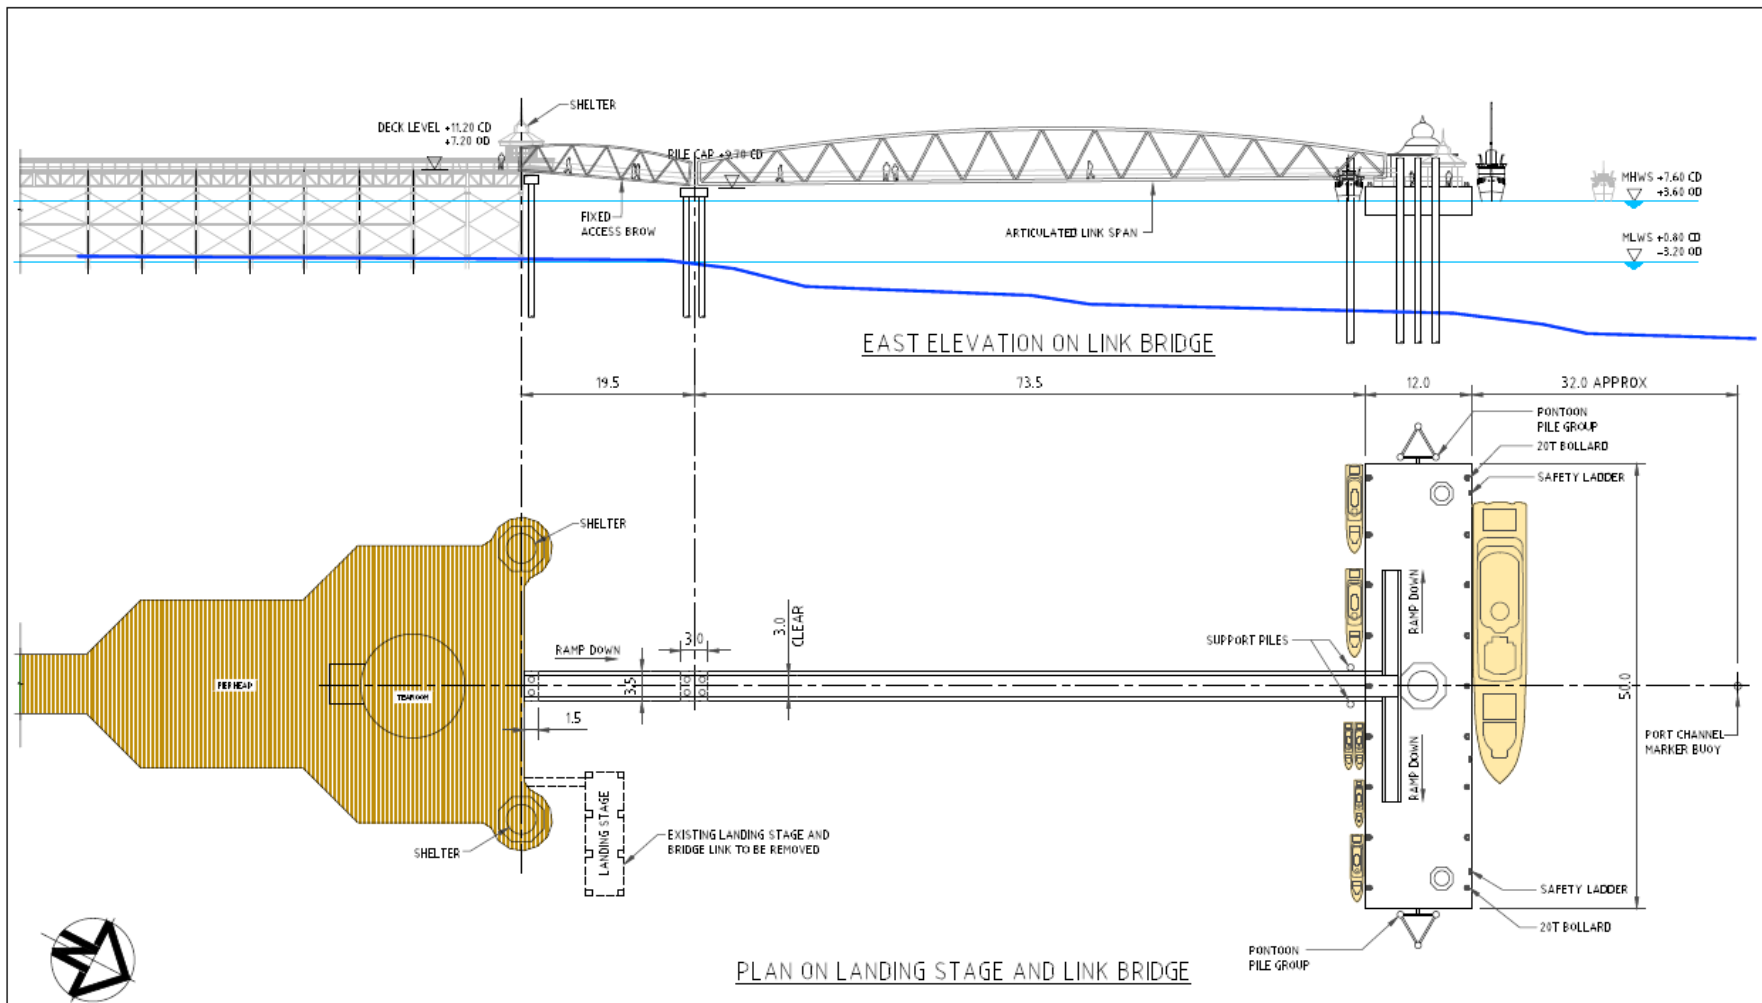 SHELTER
DECK LEVEL +11.20 CD
+7.20 OD
PILE CAP +9.70 CD
MHWS +7.60 CD
+3.60 OD
FIXED
ACCESS BROW
ARTICULATED LINK SPAN
MLWS +0.80 CD
-3.20 OD
EAST ELEVATION ON LINK BRIDGE
19.5
73.5
12.0
32.0 APPROX
PONTOON
PILE GROUP
20T BOLLARD
SAFETY LADDER
SHELTER
RAMP DOWN
3.0
3.0
CLEAR
RAMP DOWN
SUPPORT PILES
PIER HEAD
TEAROOM
3.5
50.0
1.5
RAMP DOWN
PORT CHANNEL
MARKER BUOY
LANDING STAGE
EXISTING LANDING STAGE AND
BRIDGE LINK TO BE REMOVED
SHELTER
SAFETY LADDER
20T BOLLARD
PONTOON
PILE GROUP
N
PLAN ON LANDING STAGE AND LINK BRIDGE